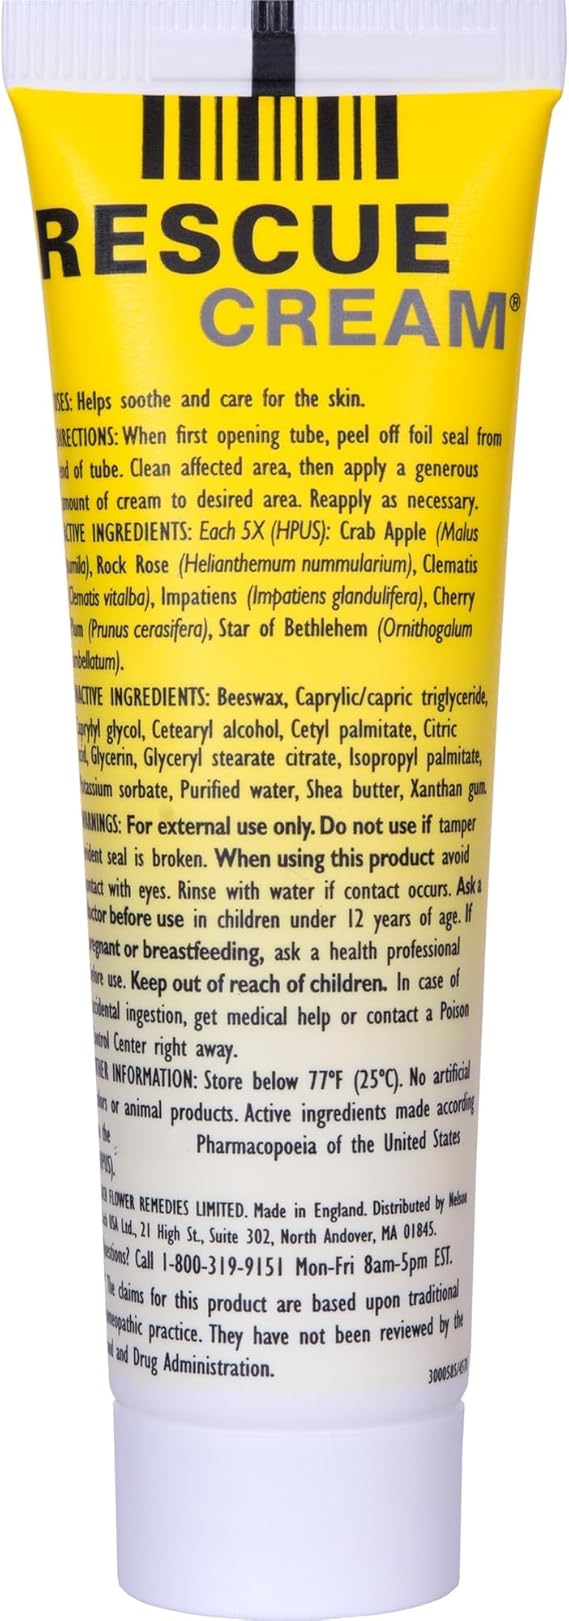 RESCUE
CREAM®
USES: Helps soothe and care for the skin.
DIRECTIONS: When first opening tube, peel off foil seal from
end of tube. Clean affected area, then apply a generous
amount of cream to desired area. Reapply as necessary.
ACTIVE INGREDIENTS: Each 5X (HPUS): Crab Apple (Malus
pumila), Rock Rose (Helianthemum nummularium), Clematis
(Clematis vitalba), Impatiens (Impatiens glandulifera), Cherry
Plum (Prunus cerasifera), Star of Bethlehem (Ornithogalum
umbellatum).
INACTIVE INGREDIENTS: Beeswax, Caprylic/capric triglyceride,
Caprylyl glycol, Cetearyl alcohol, Cetyl palmitate, Citric
acid, Glycerin, Glyceryl stearate citrate, Isopropyl palmitate,
Potassium sorbate, Purified water, Shea butter, Xanthan gum.
WARNINGS: For external use only. Do not use if tamper
evident seal is broken. When using this product avoid
contact with eyes. Rinse with water if contact occurs. Ask a
doctor before use in children under 12 years of age. If
pregnant or breastfeeding, ask a health professional
before use. Keep out of reach of children. In case of
accidental ingestion, get medical help or contact a Poison
Control Center right away.
OTHER INFORMATION: Store below 77°F (25°C). No artificial
colors or animal products. Active ingredients made according
to the Pharmacopoeia of the United States
(HPUS).
BACH FLOWER REMEDIES LIMITED. Made in England. Distributed by Nelson
Bach USA Ltd., 21 High St., Suite 302, North Andover, MA 01845.
Questions? Call 1-800-319-9151 Mon-Fri 8am-5pm EST.
The claims for this product are based upon traditional
homeopathic practice. They have not been reviewed by the
Food and Drug Administration.